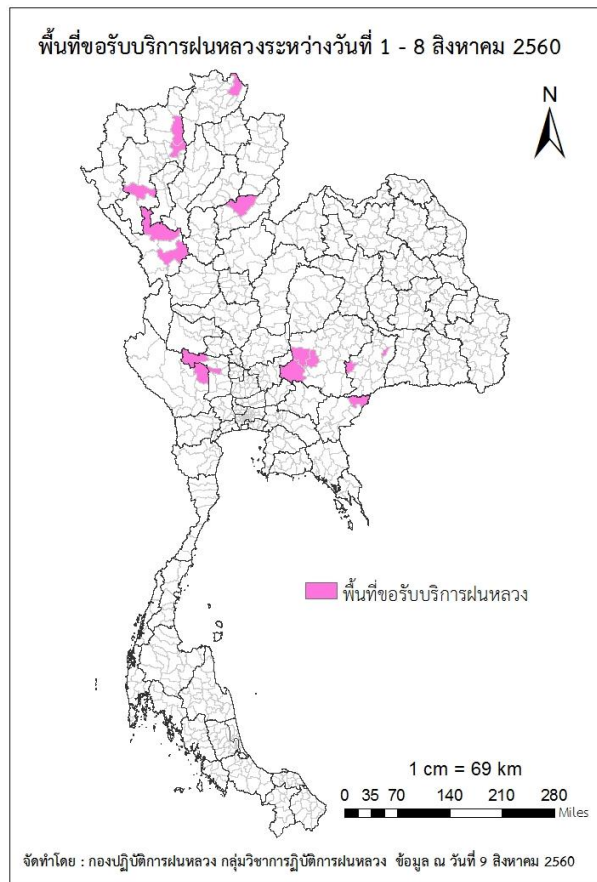 พื้นที่ขอรับบริการฝนหลวงระหว่างวันที่ 1 - 8 สิงหาคม 2560
N
พื้นที่ขอรับบริการฝนหลวง
1 cm = 69 km
0 35 70 140 210 280
Miles
จัดทำโดย : กองปฏิบัติการฝนหลวง กลุ่มวิชาการฏิบัติการฝนหลวง ข้อมูล ณ วันที่ 9 สิงหาคม 2560